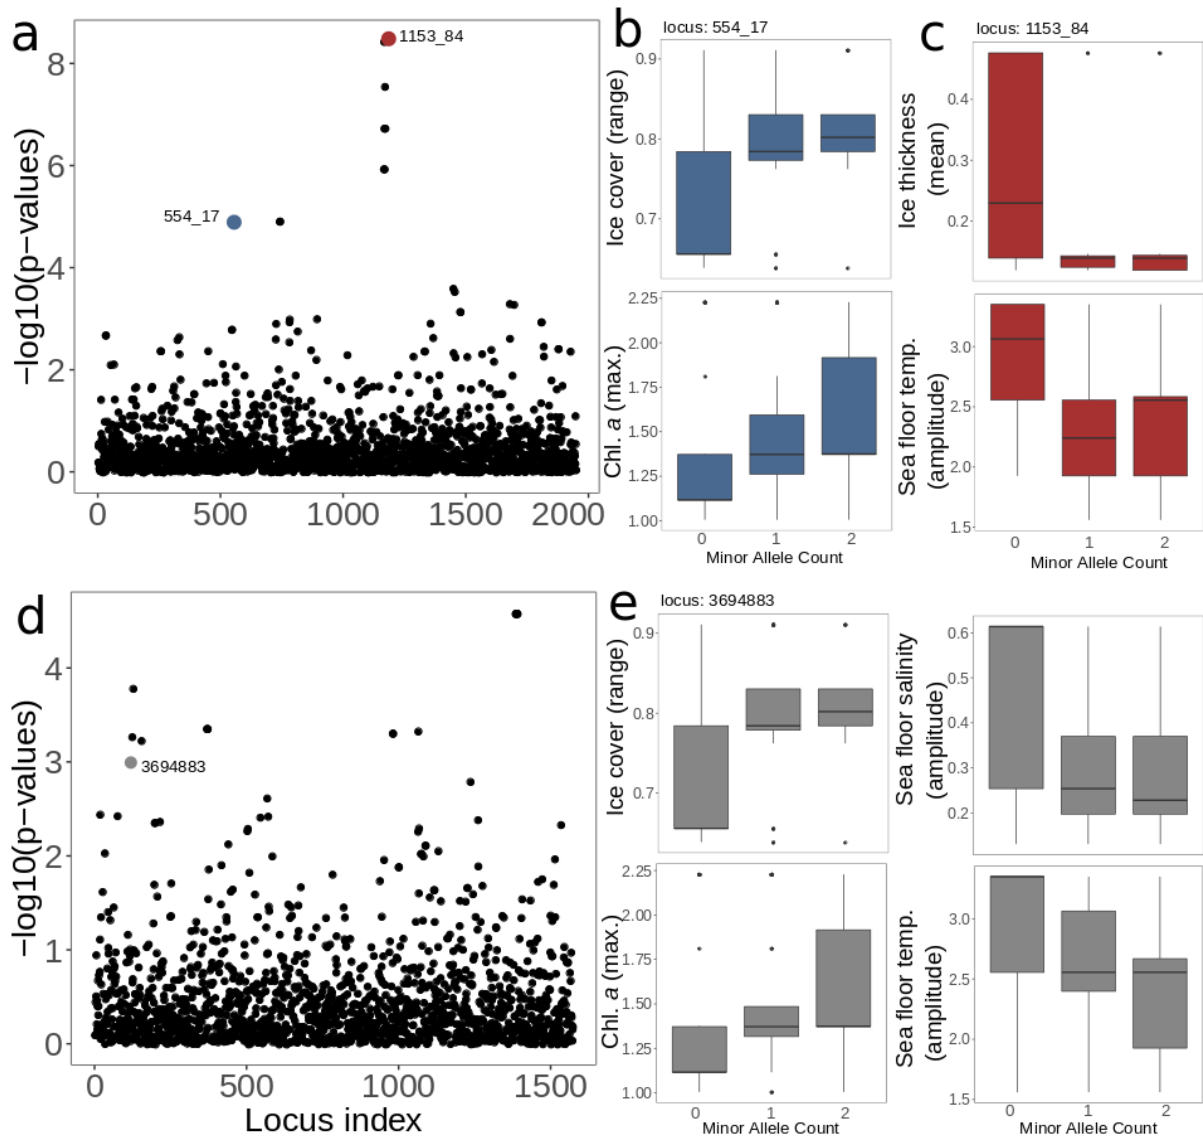 a
−log10(p−values)
8
6
4
2
0
1153_84
554_17
0 500 1000 1500 2000
b
locus: 554_17
Ice cover (range)
0.9
0.8
0.7
Chl. a (max.)
2.25
2.00
1.75
1.50
1.25
1.00
0 1 2
Minor Allele Count
c
locus: 1153_84
Ice thickness
(mean)
0.4
0.3
0.2
Sea floor temp.
(amplitude)
3.0
2.5
2.0
1.5
0 1 2
Minor Allele Count
d
−log10(p−values)
4
3
2
1
0
3694883
0 500 1000 1500
Locus index
e
locus: 3694883
Ice cover (range)
0.9
0.8
0.7
Sea floor salinity
(amplitude)
0.6
0.5
0.4
0.3
0.2
Chl. a (max.)
2.25
2.00
1.75
1.50
1.25
1.00
0 1 2
Minor Allele Count
Sea floor temp.
(amplitude)
3.0
2.5
2.0
1.5
0 1 2
Minor Allele Count